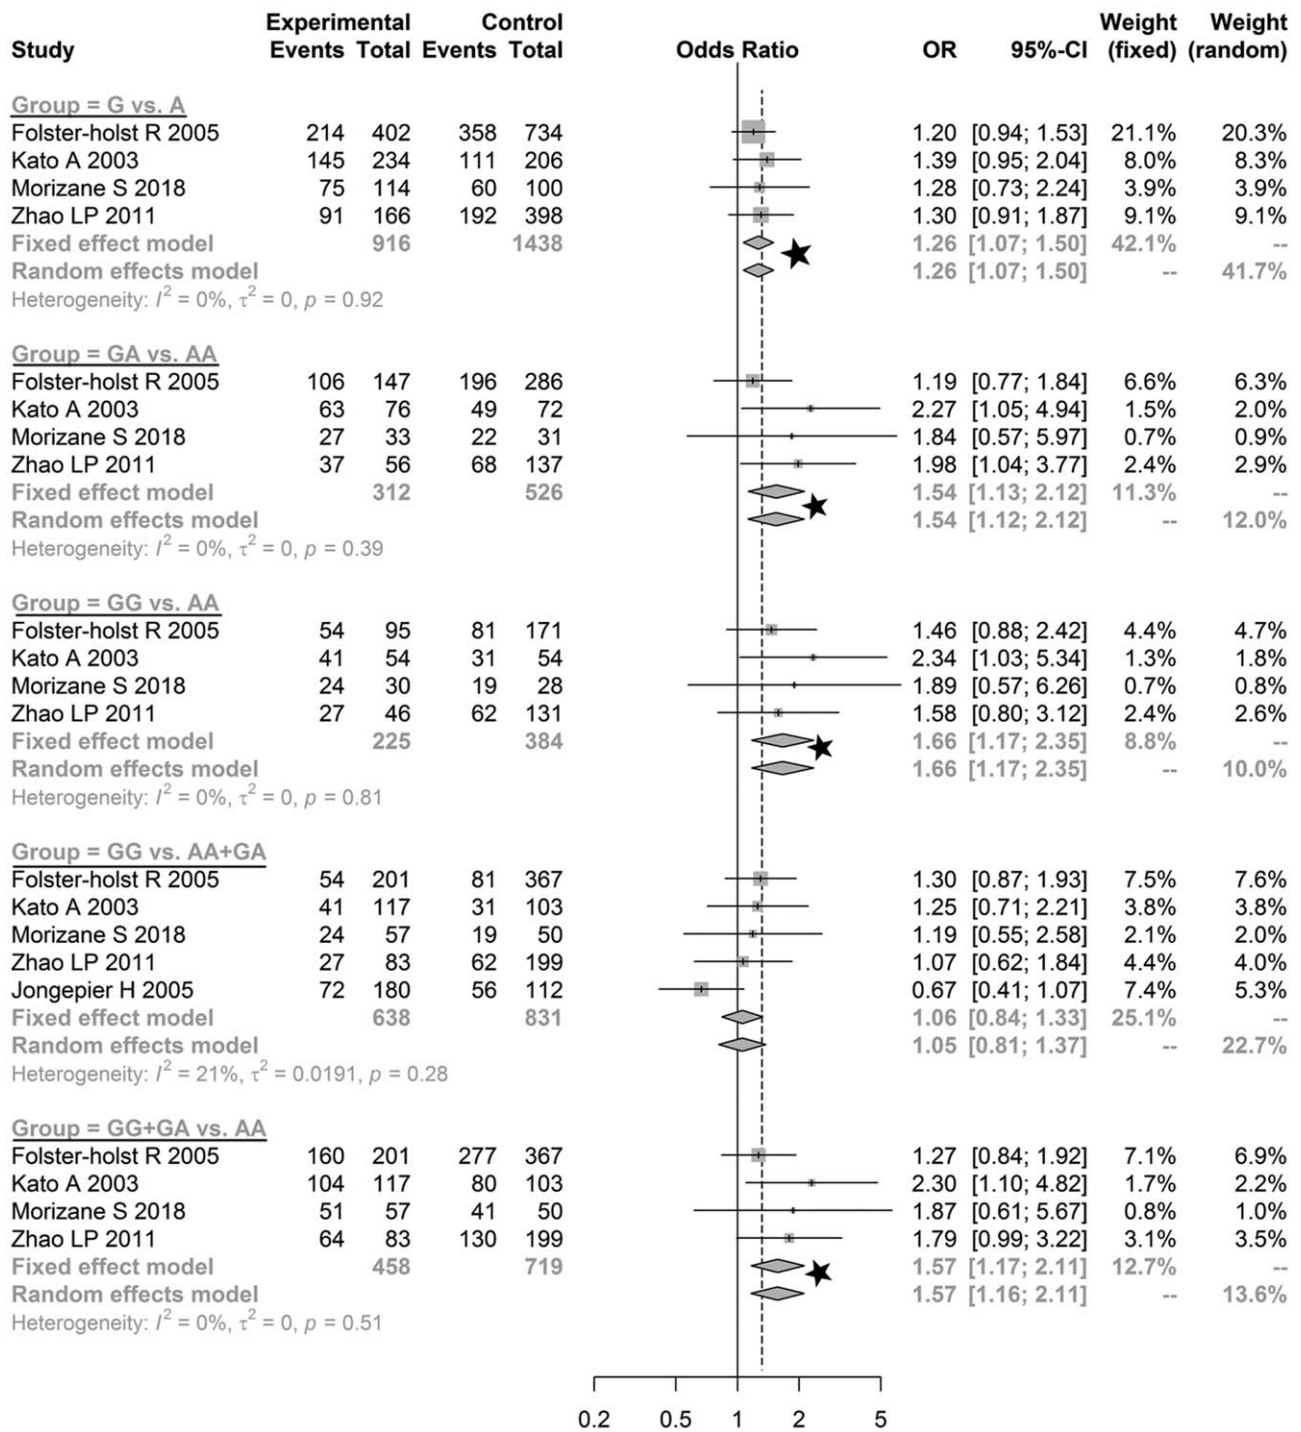 Experimental Control Weight Weight
Study Events Total Events Total Odds Ratio OR 95%-CI (fixed) (random)
Group = G vs. A
Folster-holst R 2005 214 402 358 734 1.20 [0.94; 1.53] 21.1% 20.3%
Kato A 2003 145 234 111 206 1.39 [0.95; 2.04] 8.0% 8.3%
Morizane S 2018 75 114 60 100 1.28 [0.73; 2.24] 3.9% 3.9%
Zhao LP 2011 91 166 192 398 1.30 [0.91; 1.87] 9.1% 9.1%
Fixed effect model 916 1438 1.26 [1.07; 1.50] 42.1% --
Random effects model 1.26 [1.07; 1.50] -- 41.7%
Heterogeneity: I² = 0%, τ² = 0, p = 0.92
Group = GA vs. AA
Folster-holst R 2005 106 147 196 286 1.19 [0.77; 1.84] 6.6% 6.3%
Kato A 2003 63 76 49 72 2.27 [1.05; 4.94] 1.5% 2.0%
Morizane S 2018 27 33 22 31 1.84 [0.57; 5.97] 0.7% 0.9%
Zhao LP 2011 37 56 68 137 1.98 [1.04; 3.77] 2.4% 2.9%
Fixed effect model 312 526 1.54 [1.13; 2.12] 11.3% --
Random effects model 1.54 [1.12; 2.12] -- 12.0%
Heterogeneity: I² = 0%, τ² = 0, p = 0.39
Group = GG vs. AA
Folster-holst R 2005 54 95 81 171 1.46 [0.88; 2.42] 4.4% 4.7%
Kato A 2003 41 54 31 54 2.34 [1.03; 5.34] 1.3% 1.8%
Morizane S 2018 24 30 19 28 1.89 [0.57; 6.26] 0.7% 0.8%
Zhao LP 2011 27 46 62 131 1.58 [0.80; 3.12] 2.4% 2.6%
Fixed effect model 225 384 1.66 [1.17; 2.35] 8.8% --
Random effects model 1.66 [1.17; 2.35] -- 10.0%
Heterogeneity: I² = 0%, τ² = 0, p = 0.81
Group = GG vs. AA+GA
Folster-holst R 2005 54 201 81 367 1.30 [0.87; 1.93] 7.5% 7.6%
Kato A 2003 41 117 31 103 1.25 [0.71; 2.21] 3.8% 3.8%
Morizane S 2018 24 57 19 50 1.19 [0.55; 2.58] 2.1% 2.0%
Zhao LP 2011 27 83 62 199 1.07 [0.62; 1.84] 4.4% 4.0%
Jongepier H 2005 72 180 56 112 0.67 [0.41; 1.07] 7.4% 5.3%
Fixed effect model 638 831 1.06 [0.84; 1.33] 25.1% --
Random effects model 1.05 [0.81; 1.37] -- 22.7%
Heterogeneity: I² = 21%, τ² = 0.0191, p = 0.28
Group = GG+GA vs. AA
Folster-holst R 2005 160 201 277 367 1.27 [0.84; 1.92] 7.1% 6.9%
Kato A 2003 104 117 80 103 2.30 [1.10; 4.82] 1.7% 2.2%
Morizane S 2018 51 57 41 50 1.87 [0.61; 5.67] 0.8% 1.0%
Zhao LP 2011 64 83 130 199 1.79 [0.99; 3.22] 3.1% 3.5%
Fixed effect model 458 719 1.57 [1.17; 2.11] 12.7% --
Random effects model 1.57 [1.16; 2.11] -- 13.6%
Heterogeneity: I² = 0%, τ² = 0, p = 0.51
0.2 0.5 1 2 5